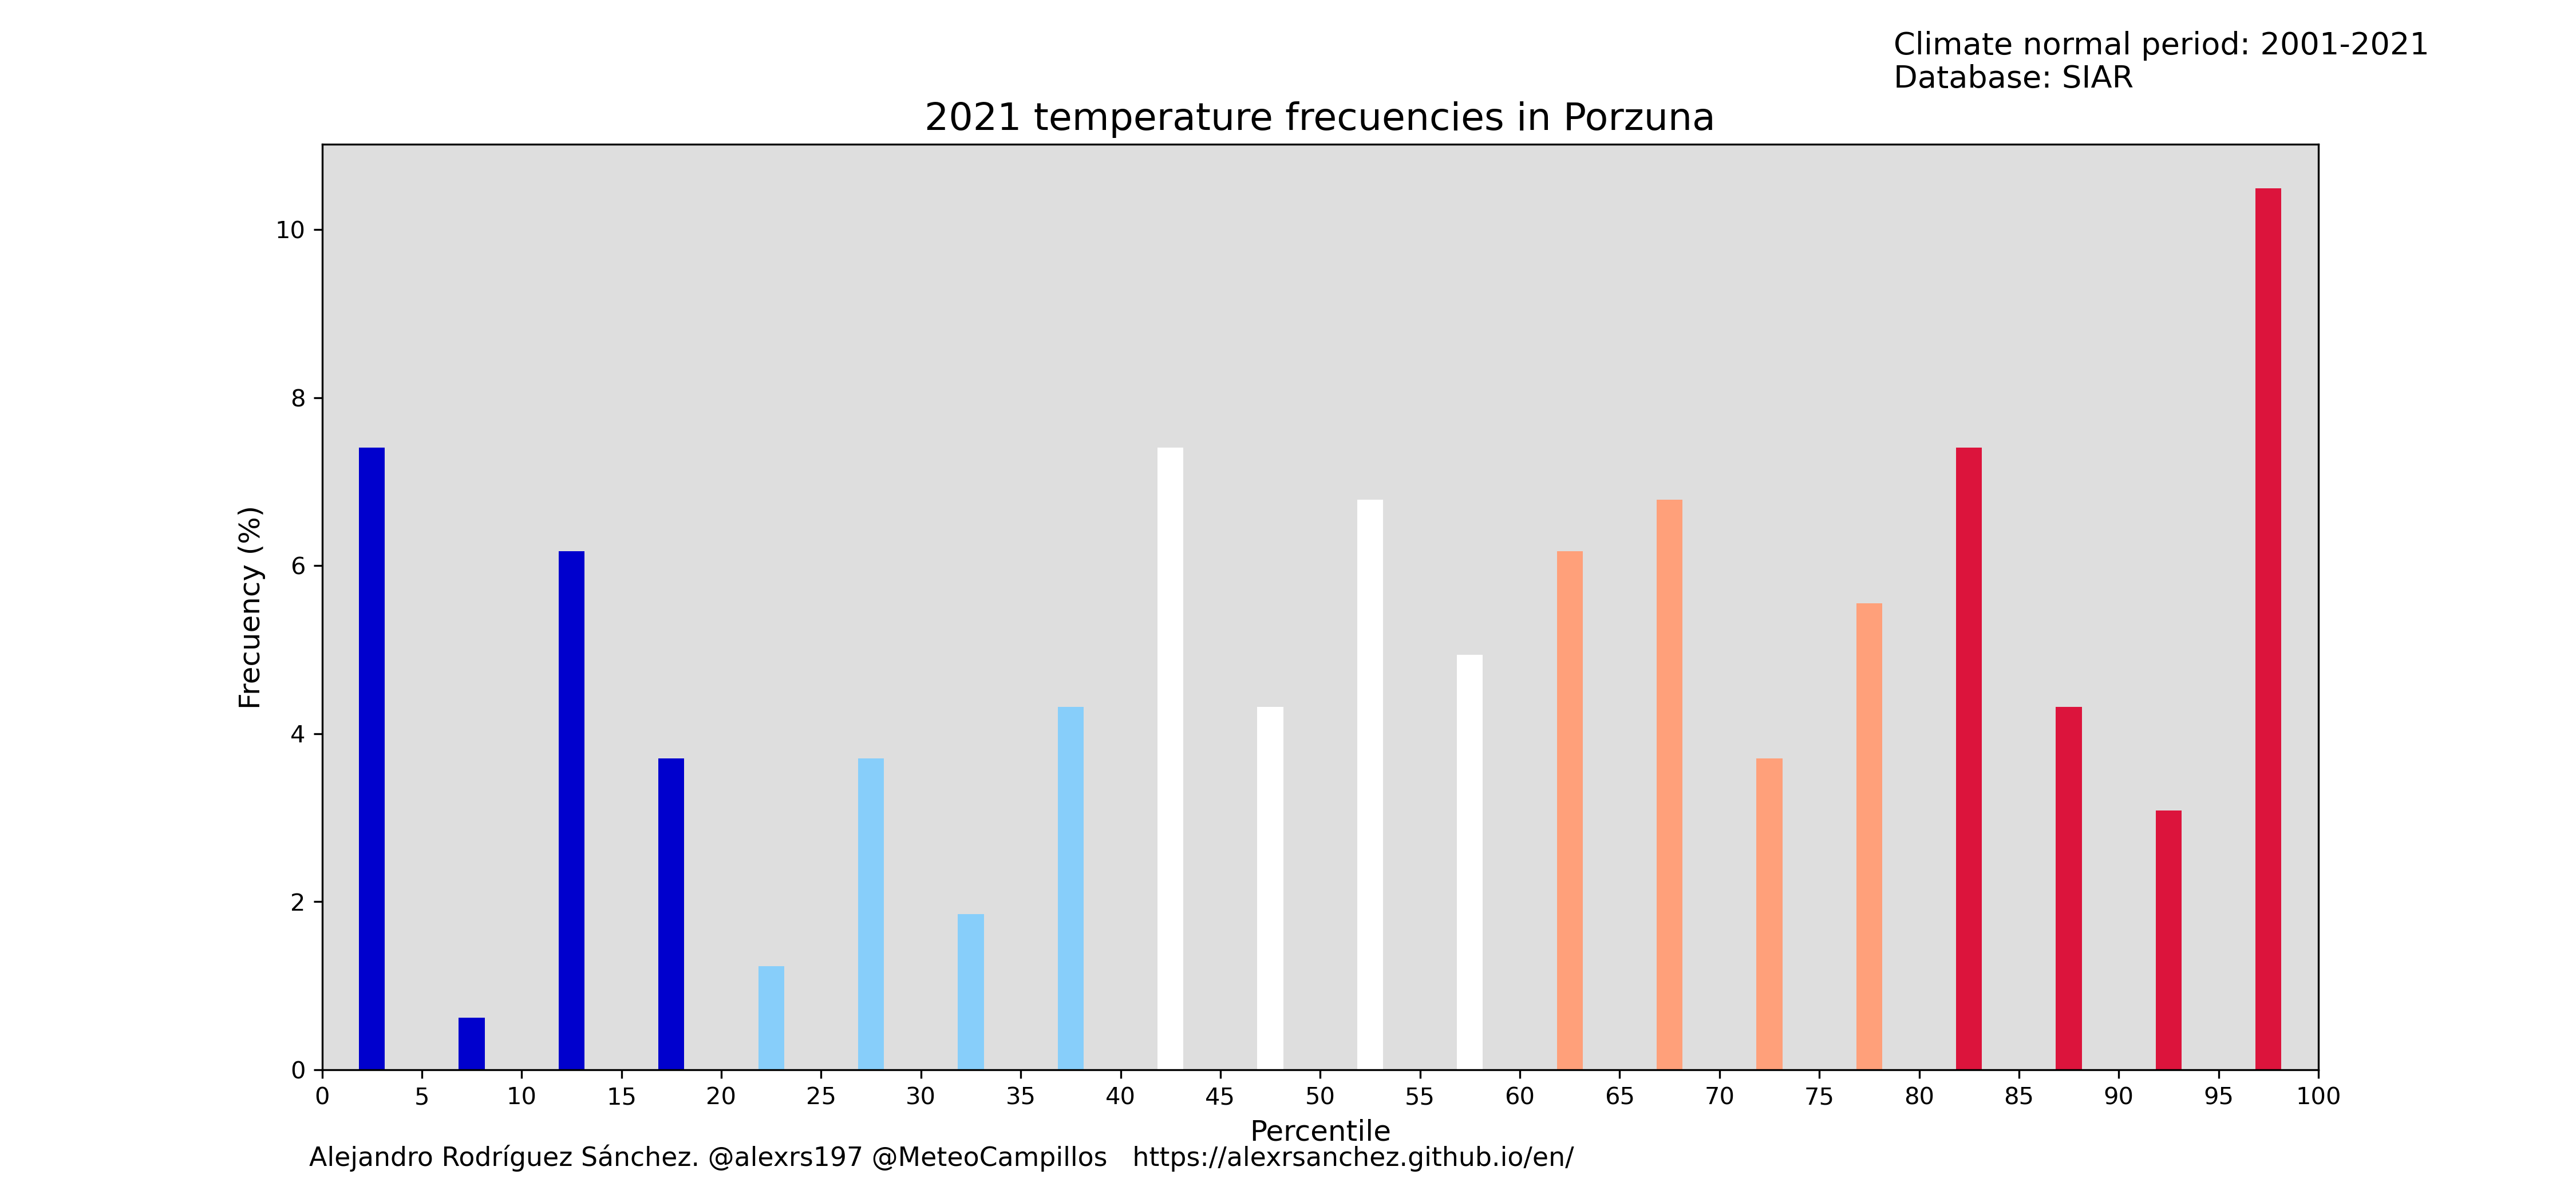 Climate normal period: 2001-2021
Database: SIAR
2021 temperature frecuencies in Porzuna
Frecuency (%)
10
8
6
4
2
0
0 5 10 15 20 25 30 35 40 45 50 55 60 65 70 75 80 85 90 95 100
Percentile
Alejandro Rodríguez Sánchez. @alexrs197 @MeteoCampillos https://alexrsanchez.github.io/en/